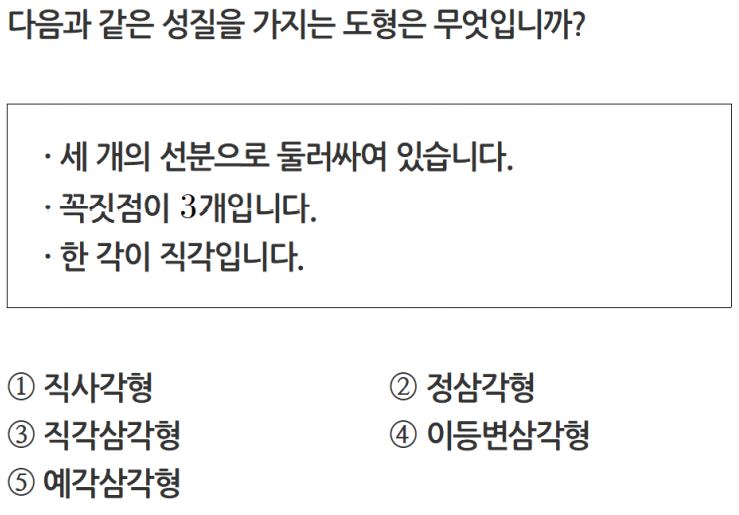 다음과 같은 성질을 가지는 도형은 무엇입니까?
· 세 개의 선분으로 둘러싸여 있습니다.
· 꼭짓점이 3개입니다.
· 한 각이 직각입니다.
① 직사각형 ② 정삼각형
③ 직각삼각형 ④ 이등변삼각형
⑤ 예각삼각형